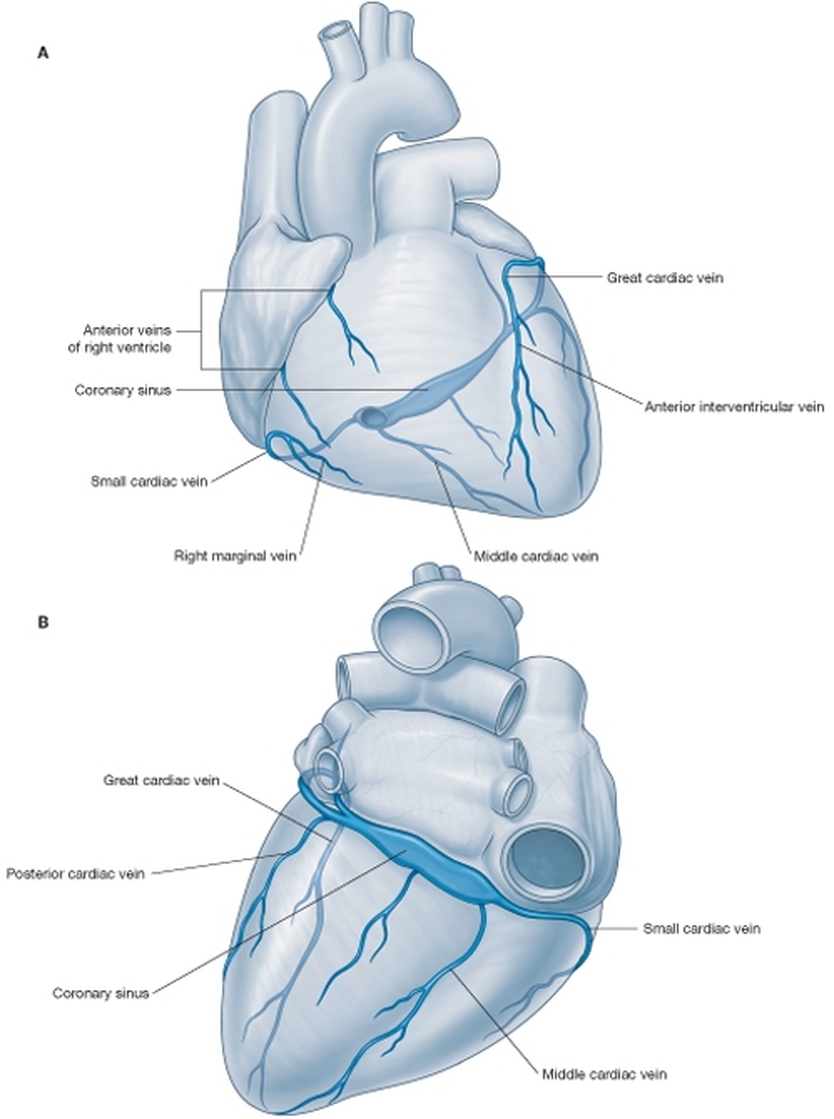 A
Great cardiac vein
Anterior veins
of right ventricle
Coronary sinus
Anterior interventricular vein
Small cardiac vein
Right marginal vein
Middle cardiac vein
B
Great cardiac vein
Posterior cardiac vein
Small cardiac vein
Coronary sinus
Middle cardiac vein